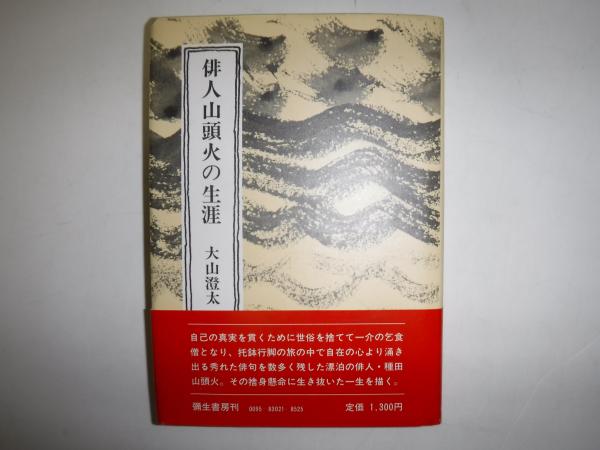 俳人山頭火の生涯
大山澄太
自己の真実を貫くために世俗を捨てて一介の乞食
僧となり、托鉢行脚の旅の中で自在の心より涌き
出る秀れた俳句を数多く残した漂泊の俳人・種田
山頭火。その捨身懸命に生き抜いた一生を描く。
彌生書房刊 0095 83021 8525 定価 1,300円